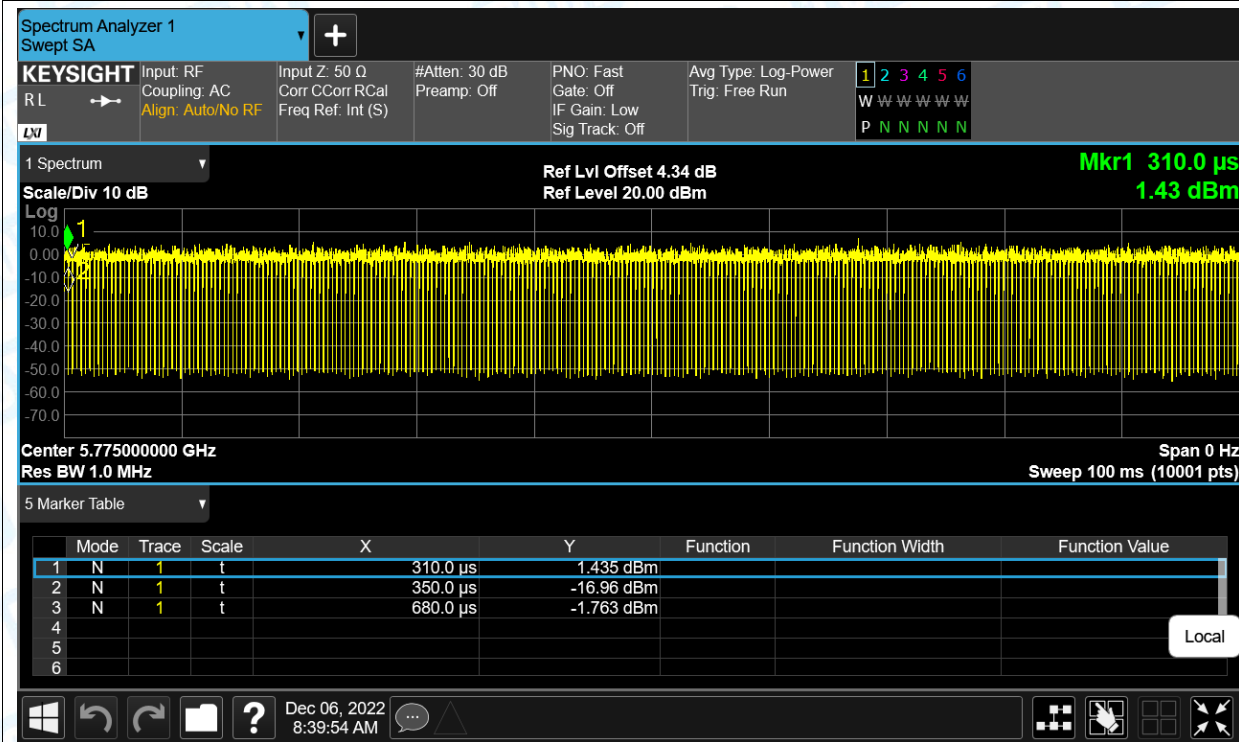 Spectrum Analyzer 1
Swept SA
KEYSIGHT Input: RF Input Z: 50 Ω #Atten: 30 dB PNO: Fast Avg Type: Log-Power 1 2 3 4 5 6
R L Coupling: AC Corr CCorr RCal Preamp: Off Gate: Off Trig: Free Run W W W W W W
Align: Auto/No RF Freq Ref: Int (S) IF Gain: Low
LXI Sig Track: Off P N N N N N
1 Spectrum Ref Lvl Offset 4.34 dB Mkr1 310.0 µs
Scale/Div 10 dB Ref Level 20.00 dBm 1.43 dBm
Log
1
10.0
0.00
2
-10.0
-20.0
-30.0
-40.0
-50.0
-60.0
-70.0
Center 5.775000000 GHz Span 0 Hz
Res BW 1.0 MHz Sweep 100 ms (10001 pts)
5 Marker Table
Mode Trace Scale X Y Function Function Width Function Value
1 N 1 t 310.0 µs 1.435 dBm
2 N 1 t 350.0 µs -16.96 dBm
3 N 1 t 680.0 µs -1.763 dBm
4
5
6
Local
Dec 06, 2022
8:39:54 AM